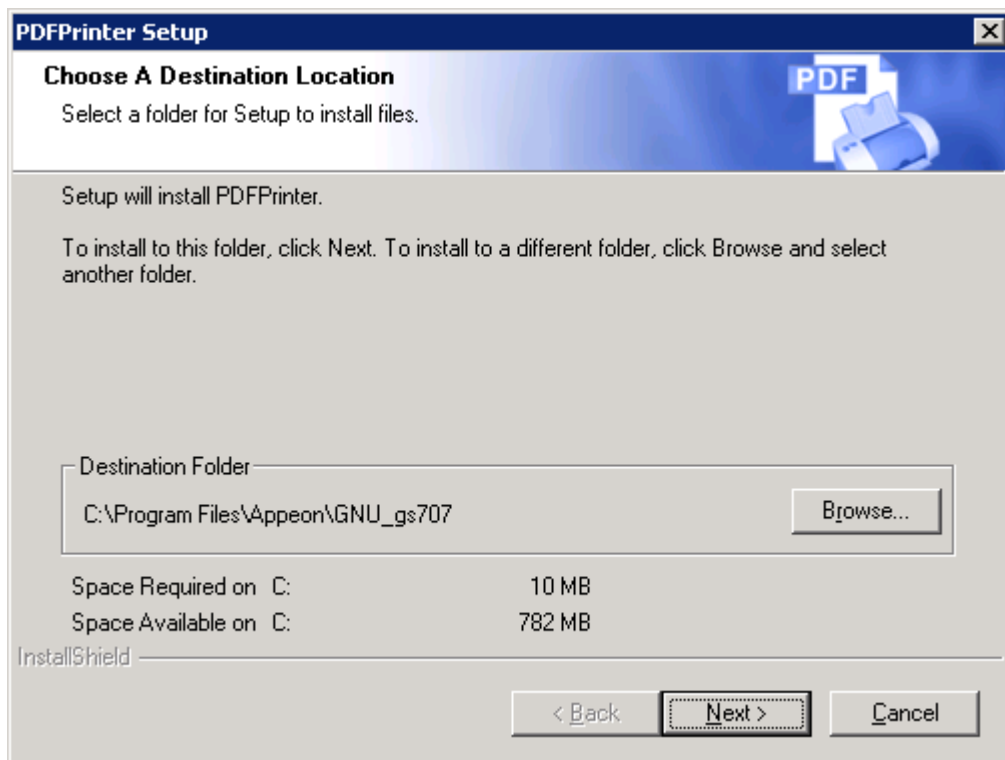 PDFPrinter Setup
Choose A Destination Location
Select a folder for Setup to install files.
PDF
Setup will install PDFPrinter.
To install to this folder, click Next. To install to a different folder, click Browse and select
another folder.
Destination Folder
C:\Program Files\Appeon\GNU_gs707
Browse...
Space Required on C: 10 MB
Space Available on C: 782 MB
InstallShield
< Back Next > Cancel